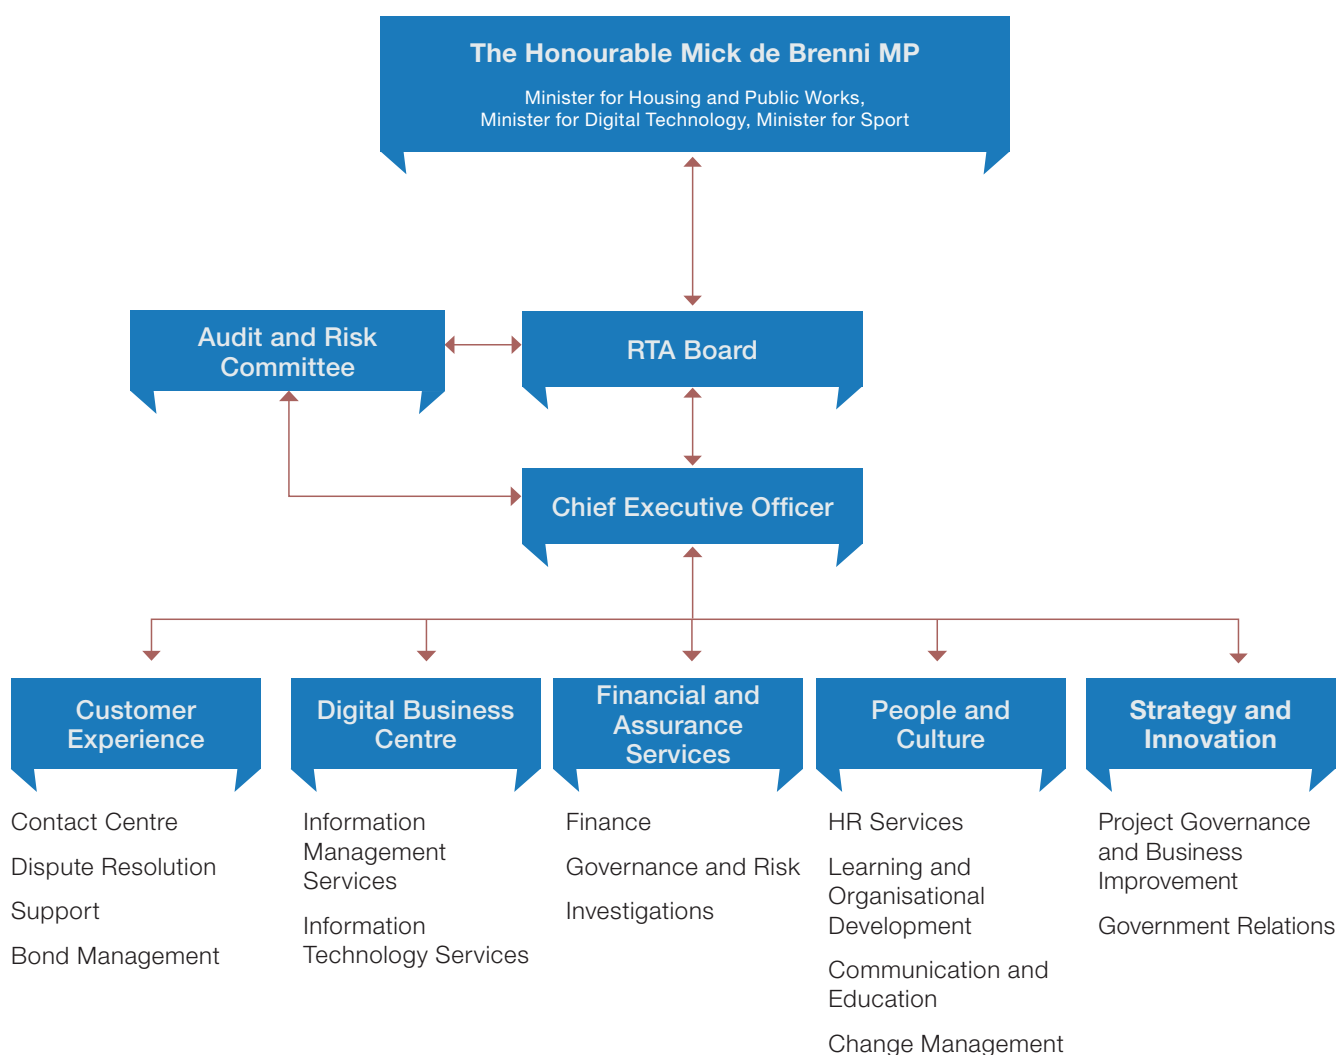 The Honourable Mick de Brenni MP
Minister for Housing and Public Works,
Minister for Digital Technology, Minister for Sport
Audit and Risk
Committee
RTA Board
Chief Executive Officer
Customer
Experience
Contact Centre
Dispute Resolution
Support
Bond Management
Digital Business
Centre
Information
Management
Services
Information
Technology Services
Financial and
Assurance
Services
Finance
Governance and Risk
Investigations
People and
Culture
HR Services
Learning and
Organisational
Development
Communication and
Education
Change Management
Strategy and
Innovation
Project Governance
and Business
Improvement
Government Relations